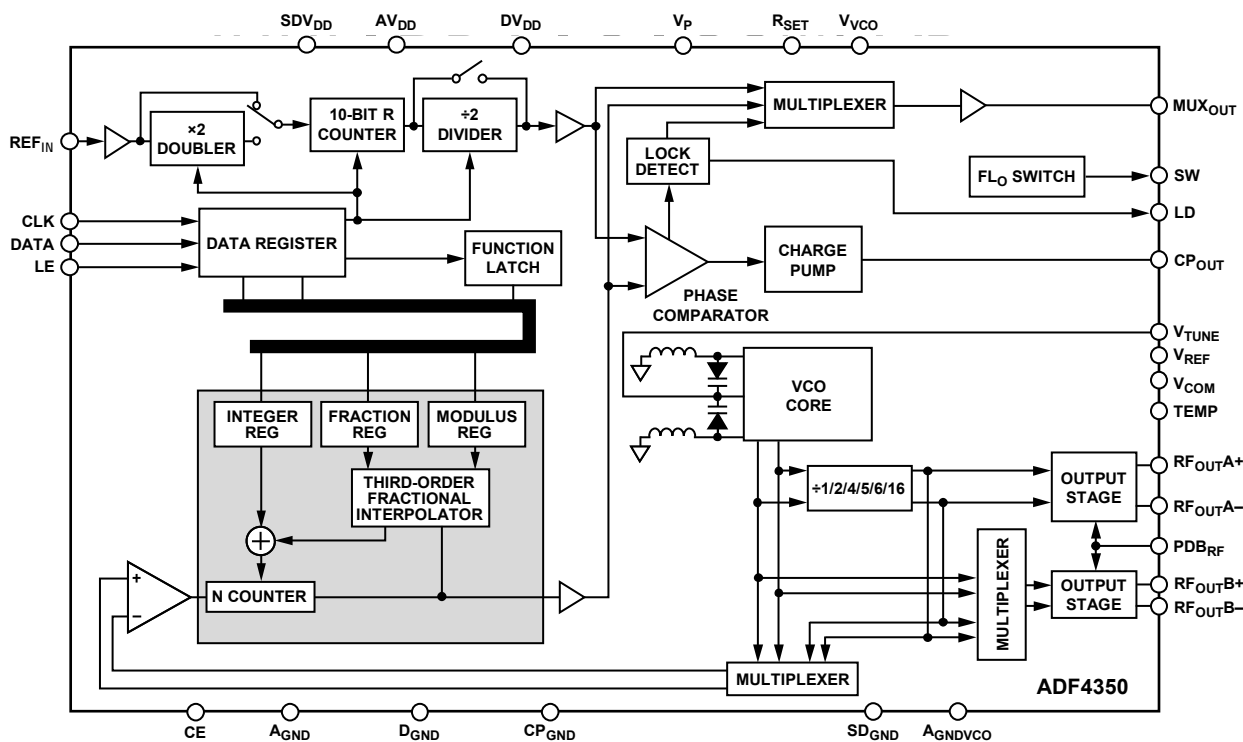 SDVDD AVDD DVDD VP RSET VVCO
REFIN
×2
DOUBLER
10-BIT R
COUNTER
÷2
DIVIDER
MULTIPLEXER
MUXOUT
LOCK
DETECT
FLO SWITCH
SW
LD
CLK
DATA
LE
DATA REGISTER
FUNCTION
LATCH
CHARGE
PUMP
CPOUT
PHASE
COMPARATOR
VTUNE
VREF
VCOM
TEMP
VCO
CORE
INTEGER
REG
FRACTION
REG
MODULUS
REG
THIRD-ORDER
FRACTIONAL
INTERPOLATOR
÷1/2/4/5/6/16
OUTPUT
STAGE
RFOUTA+
RFOUTA–
PDBRF
+
–
+
N COUNTER
MULTIPLEXER
OUTPUT
STAGE
RFOUTB+
RFOUTB–
MULTIPLEXER
ADF4350
CE AGND DGND CPGND SDGND AGNDVCO